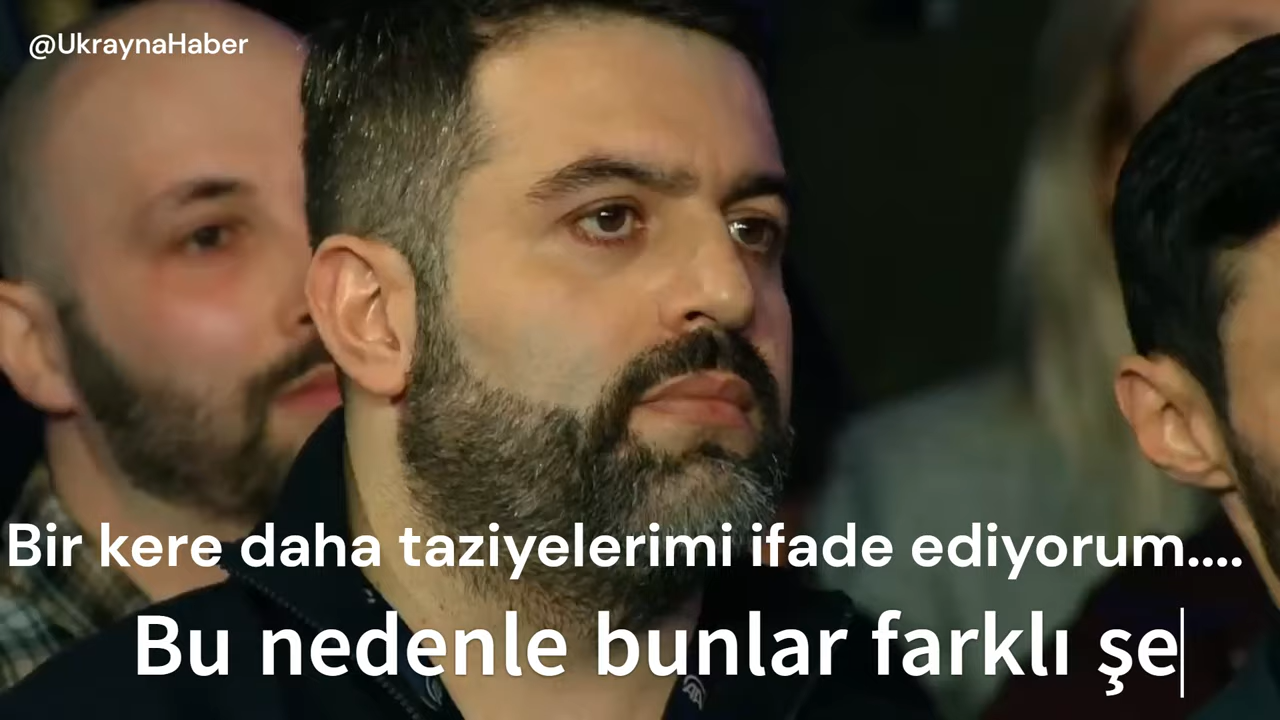 @UkraynaHaber
Bir kere daha taziyelerimi ifade ediyorum....
Bu nedenle bunlar farklı şe